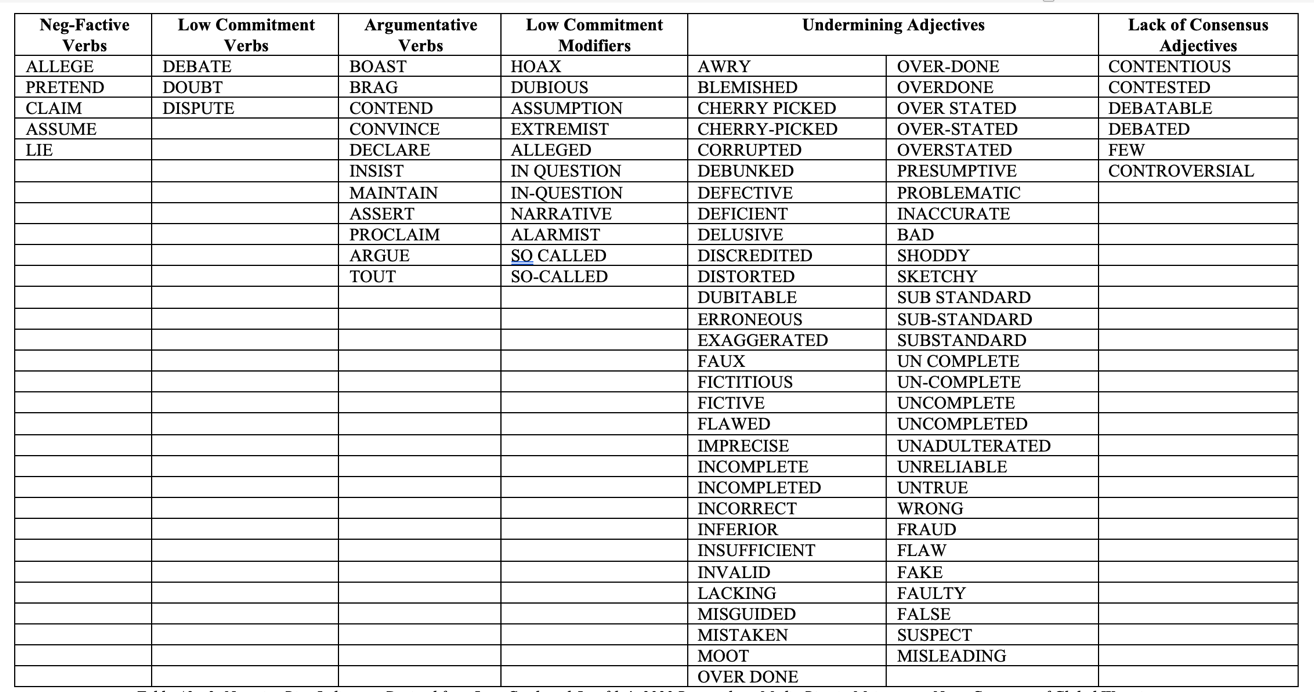 Neg-Factive Verbs	Low Commitment Verbs	Argumentative Verbs	Low Commitment Modifiers	Undermining Adjectives	Lack of Consensus Adjectives
ALLEGE	DEBATE	BOAST	HOAX	AWRY	OVER-DONE	CONTENTIOUS
PRETEND	DOUBT	BRAG	DUBIOUS	BLEMISHED	OVERDONE	CONTESTED
CLAIM	DISPUTE	CONTEND	ASSUMPTION	CHERRY PICKED	OVER STATED	DEBATABLE
ASSUME	CONVINCE	EXTREMIST	CHERRY-PICKED	OVER-STATED	DEBATED
LIE	DECLARE	ALLEGED	CORRUPTED	OVERSTATED	FEW
INSIST	IN QUESTION	DEBUNKED	PRESUMPTIVE	CONTROVERSIAL
MAINTAIN	IN-QUESTION	DEFECTIVE	PROBLEMATIC
ASSERT	NARRATIVE	DEFICIENT	INACCURATE
PROCLAIM	ALARMIST	DELUSIVE	BAD
ARGUE	SO CALLED	DISCREDITED	SHODDY
TOUT	SO-CALLED	DISTORTED	SKETCHY
DUBITABLE	SUB STANDARD
ERRONEOUS	SUB-STANDARD
EXAGGERATED	SUBSTANDARD
FAUX	UN COMPLETE
FICTITIOUS	UN-COMPLETE
FICTIVE	UNCOMPLETE
FLAWED	UNCOMPLETED
IMPRECISE	UNADULTERATED
INCOMPLETE	UNRELIABLE
INCOMPLETED	UNTRUE
INCORRECT	WRONG
INFERIOR	FRAUD
INSUFFICIENT	FLAW
INVALID	FAKE
LACKING	FAULTY
MISGUIDED	FALSE
MISTAKEN	SUSPECT
MOOT	MISLEADING
OVER DONE